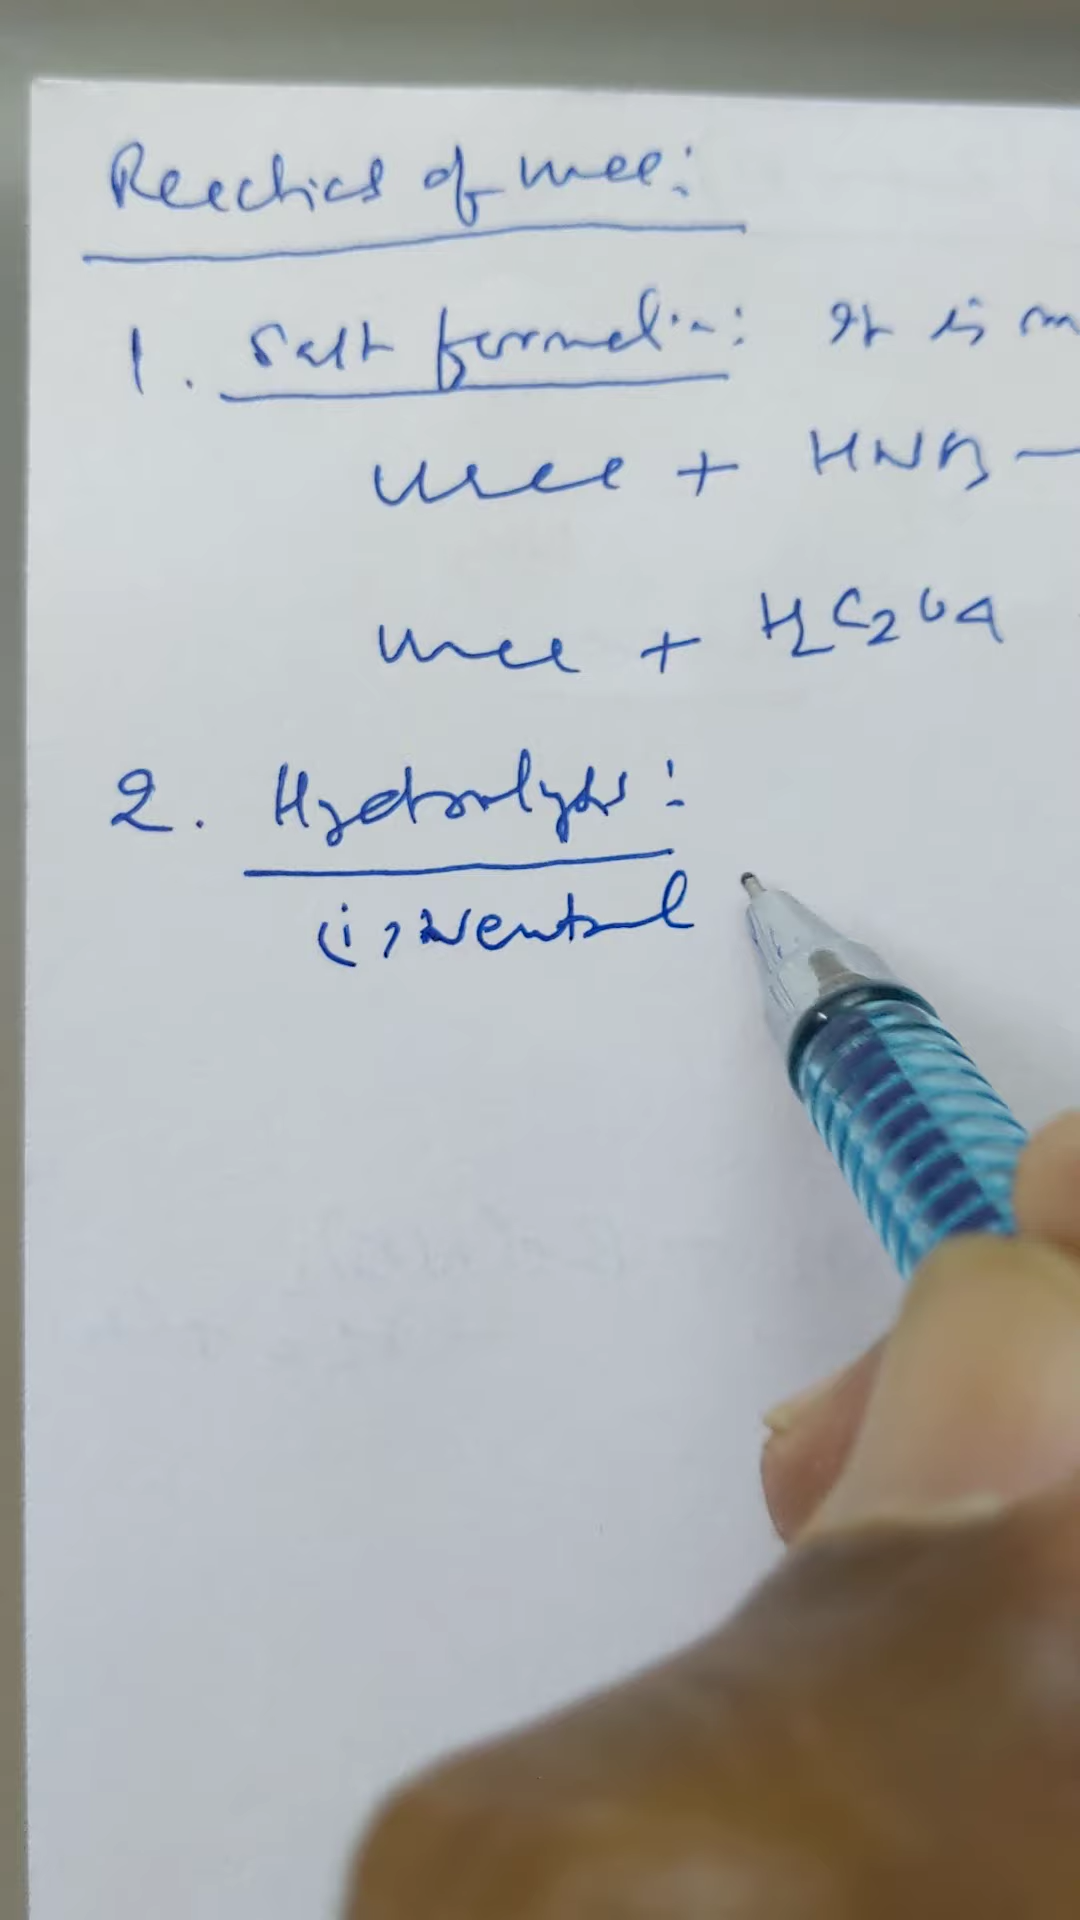 Reactions of urea:
1. Salt formation: It is m
urea + HNO3 —
urea + H2C2O4
2. Hydrolysis:
(i) Neutral